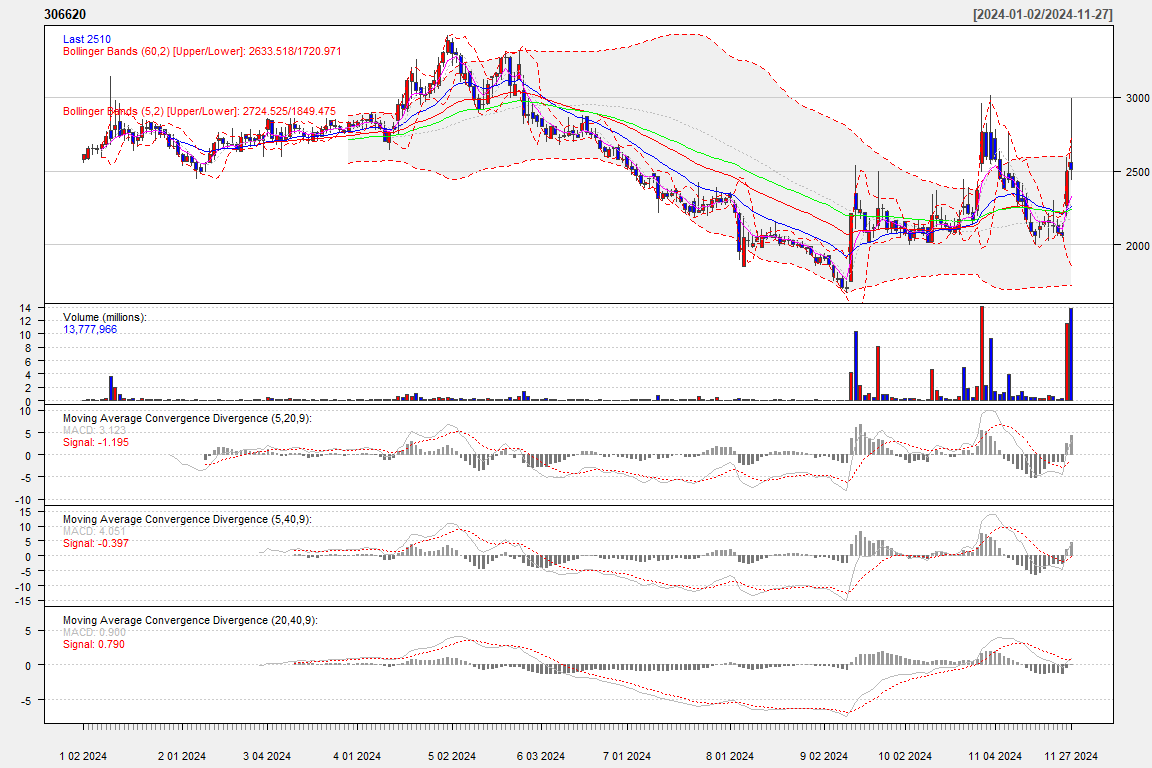 306620 [2024-01-02/2024-11-27]
Last 2510
Bollinger Bands (60,2) [Upper/Lower]: 2633.518/1720.971
Bollinger Bands (5,2) [Upper/Lower]: 2724.525/1849.475
3000
2500
2000
Volume (millions):
13,777,966
14
12
10
8
6
4
2
0
Moving Average Convergence Divergence (5,20,9):
MACD: 3.123
Signal: -1.195
10
5
0
-5
-10
Moving Average Convergence Divergence (5,40,9):
MACD: 4.051
Signal: -0.397
15
10
5
0
-5
-10
-15
Moving Average Convergence Divergence (20,40,9):
MACD: 0.900
Signal: 0.790
5
0
-5
1 02 2024 2 01 2024 3 04 2024 4 01 2024 5 02 2024 6 03 2024 7 01 2024 8 01 2024 9 02 2024 10 02 2024 11 04 2024 11 27 2024